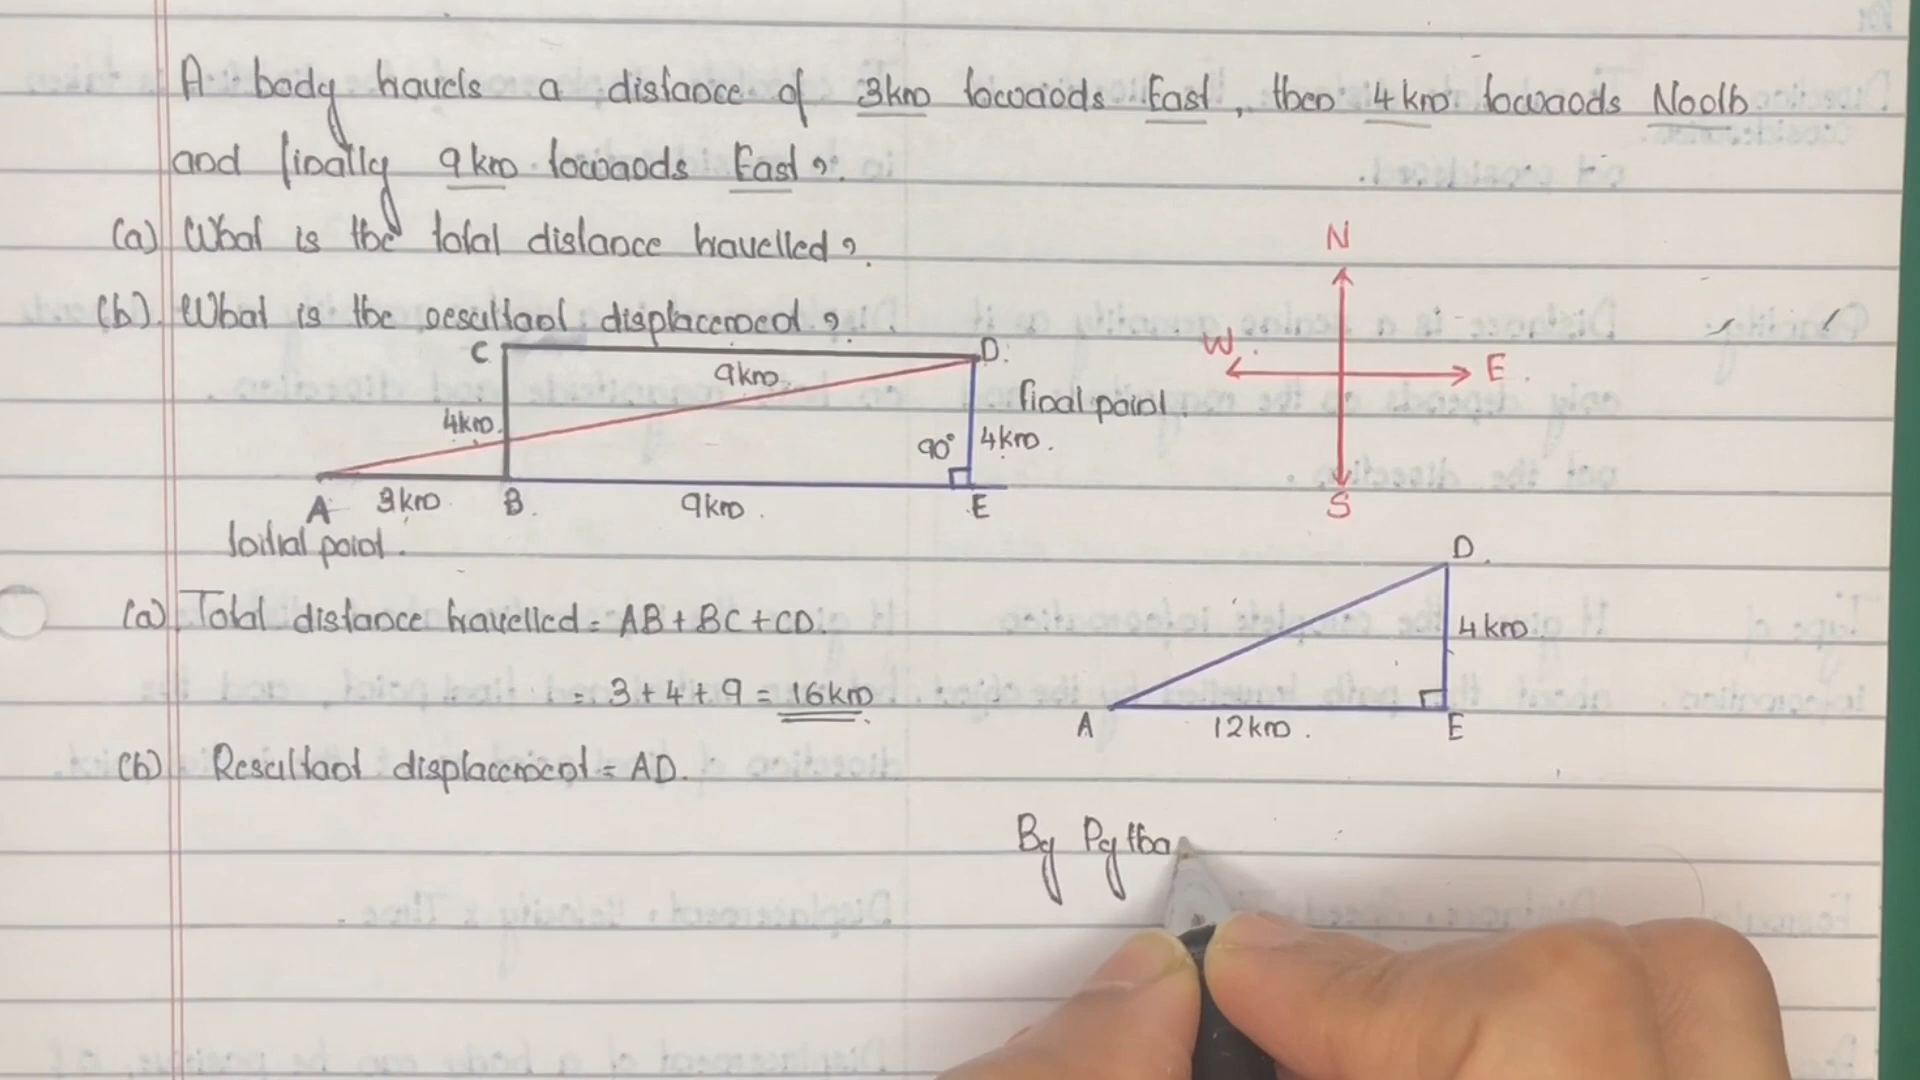 A body travels a distance of 3km towards East, then 4km towards North
and finally 9km towards East?
(a) What is the total distance travelled?
(b). What is the resultant displacement?
N
W
E.
S
C
D.
9km
4km
final point
90°
4km.
A
3km
B.
9km.
E
Initial point.
D
4km
A
12km.
E
(a) Total distance travelled = AB + BC + CD.
= 3 + 4 + 9 = 16km
(b) Resultant displacement = AD.
By Pytha